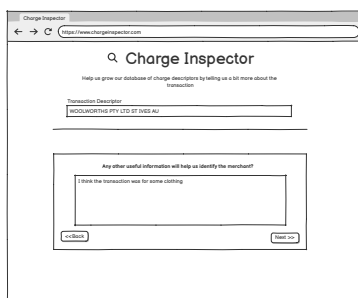 Charge Inspector
https://www.chargeinspector.com
Charge Inspector
Help us grow our database of charge descriptors by telling us a bit more about the
transaction
Transaction Descriptor
WOOLWORTHS PTY LTD ST IVES AU
Any other useful information will help us identify the merchant?
I think the transaction was for some clothing
<<Back
Next >>